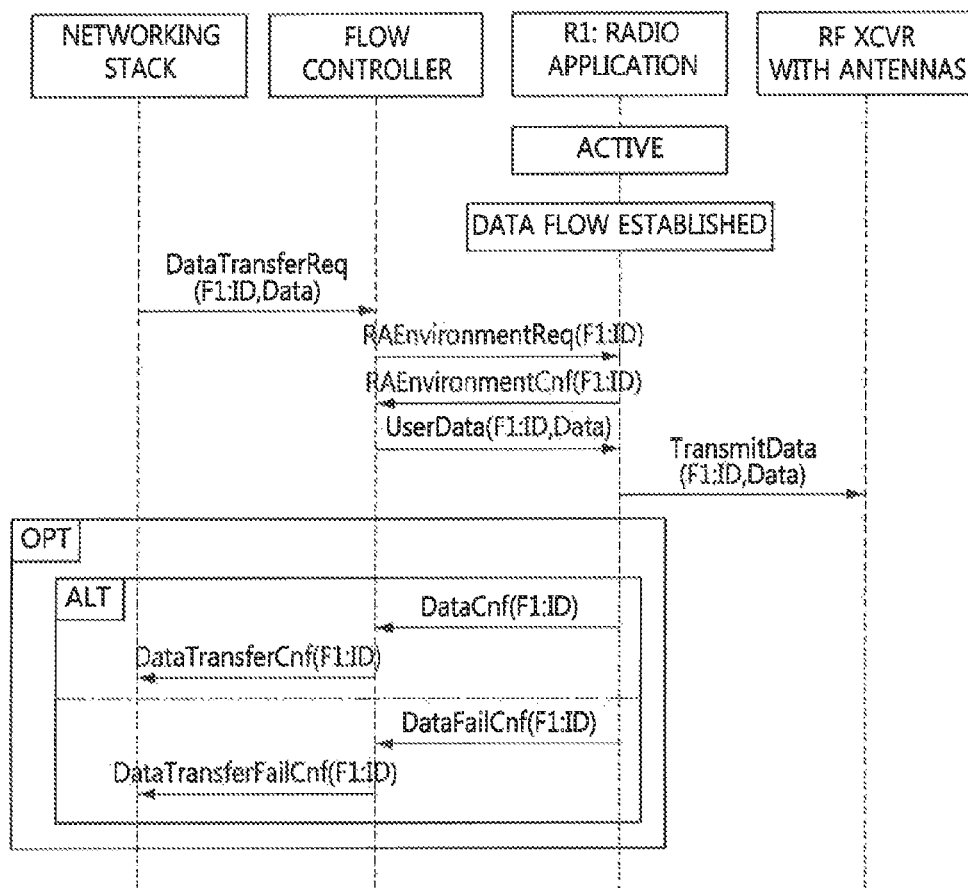 NETWORKING
STACK
FLOW
CONTROLLER
R1: RADIO
APPLICATION
RF XCVR
WITH ANTENNAS
ACTIVE
DATA FLOW ESTABLISHED
DataTransferReq
(F1:ID,Data)
RAEnvironmentReq(F1:ID)
RAEnvironmentCnf(F1:ID)
UserData(F1:ID,Data)
TransmitData
(F1:ID,Data)
OPT
ALT
DataCnf(F1:ID)
DataTransferCnf(F1:ID)
DataFailCnf(F1:ID)
DataTransferFailCnf(F1:ID)